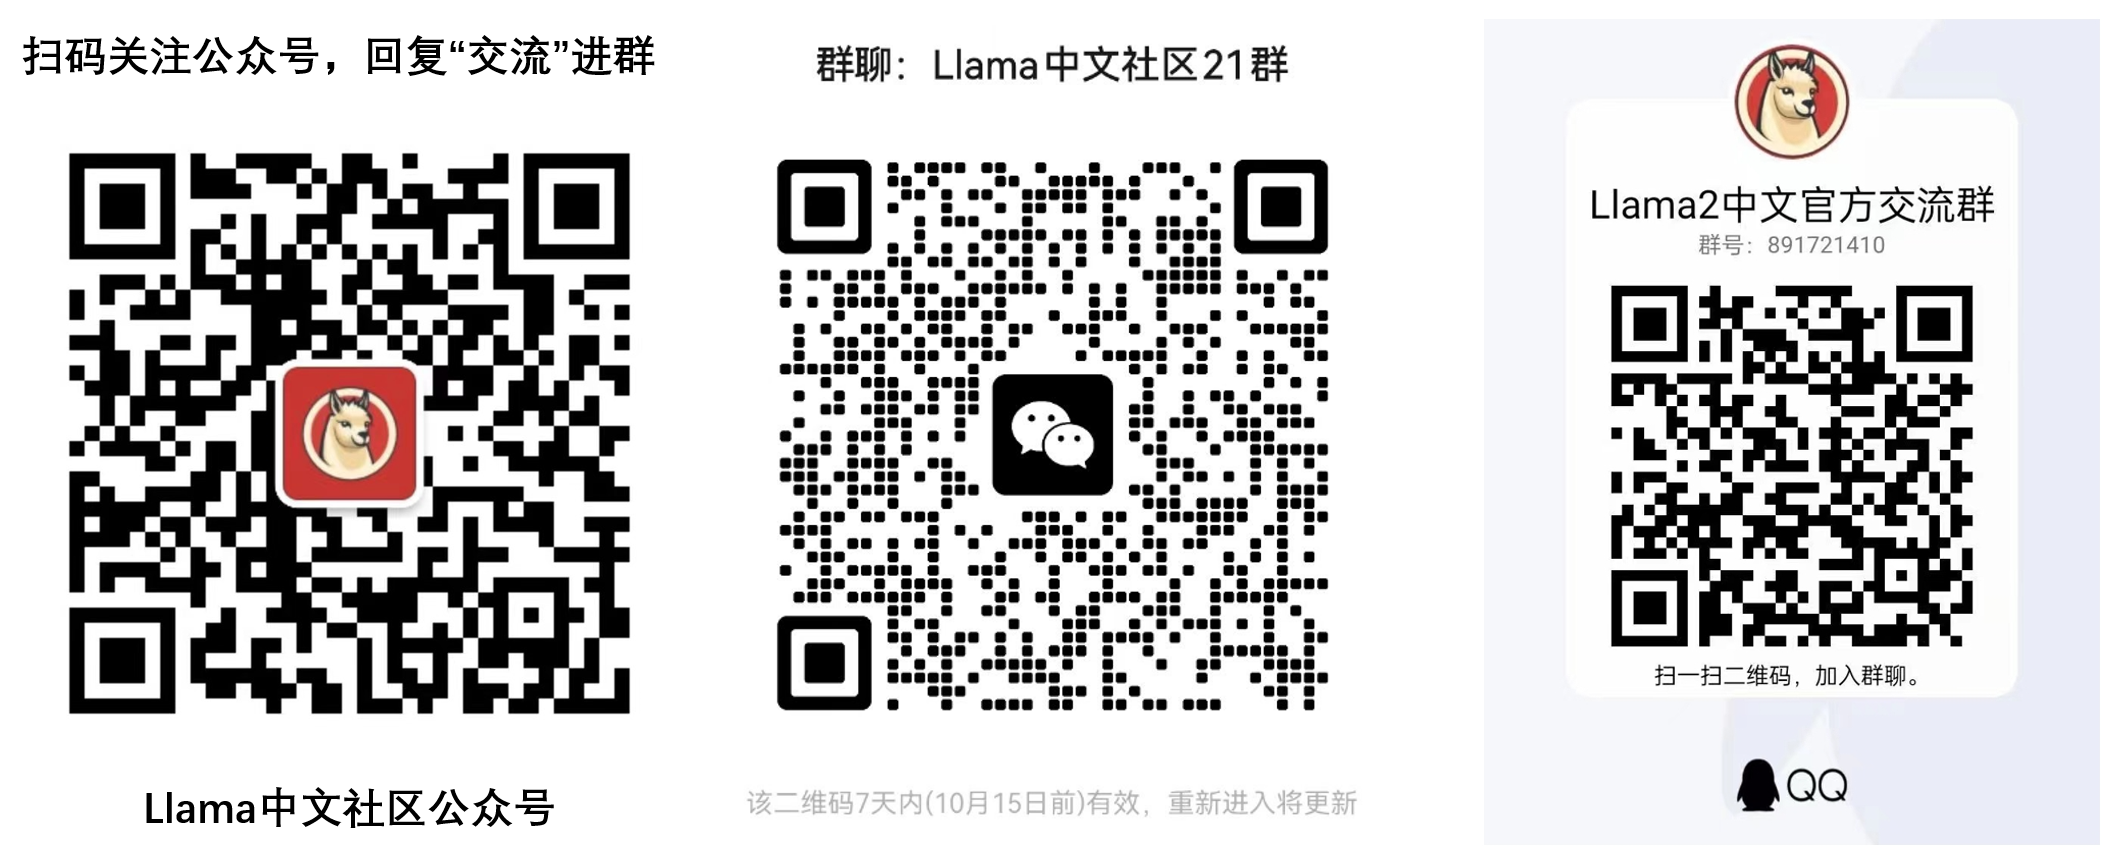 扫码关注公众号，回复“交流”进群
Llama中文社区公众号
群聊：Llama中文社区21群
该二维码7天内(10月15日前)有效，重新进入将更新
Llama2中文官方交流群
群号：891721410
扫一扫二维码，加入群聊。
QQ